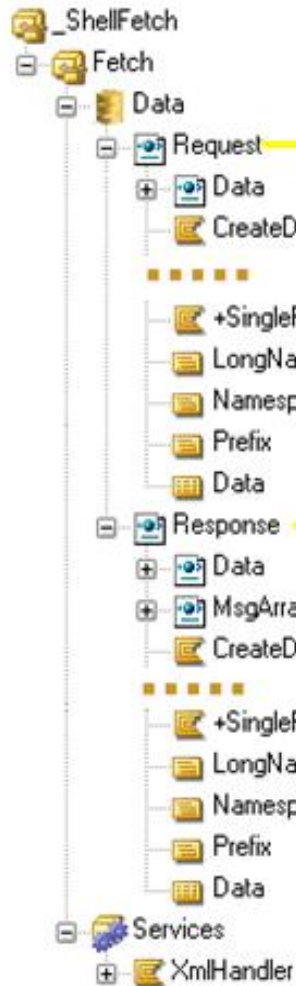 _ShellFetch
Fetch
Data
Request
Data
CreateD
+SingleF
LongNa
Namesp
Prefix
Data
Response
Data
MsgArra
CreateD
+SingleF
LongNa
Namesp
Prefix
Data
Services
XmlHandler